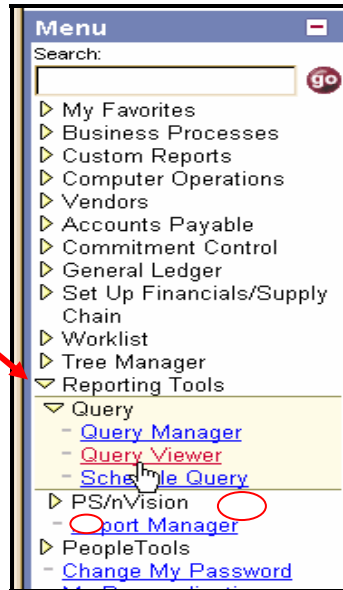 Menu
Search:
go
My Favorites
Business Processes
Custom Reports
Computer Operations
Vendors
Accounts Payable
Commitment Control
General Ledger
Set Up Financials/Supply
Chain
Worklist
Tree Manager
Reporting Tools
Query
Query Manager
Query Viewer
Schedule Query
PS/nVision
port Manager
PeopleTools
Change My Password